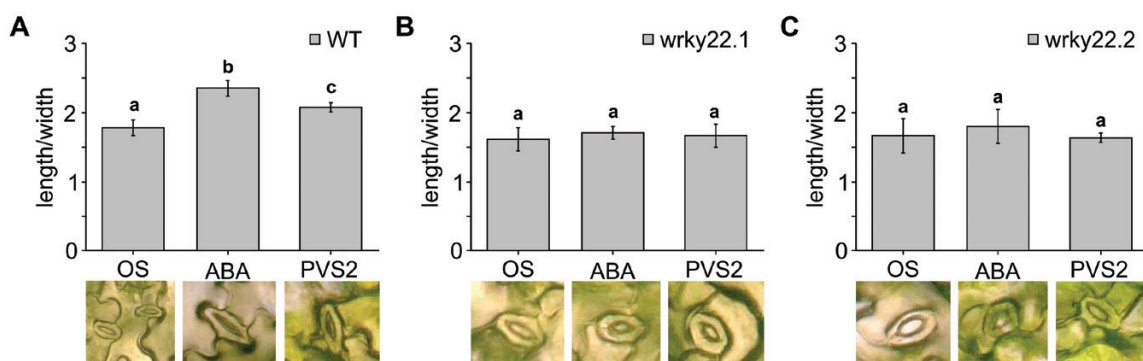 A
3
2
1
0
length/width
WT
a
b
c
OS
ABA
PVS2
B
3
2
1
0
length/width
wrky22.1
a
a
a
OS
ABA
PVS2
C
3
2
1
0
length/width
wrky22.2
a
a
a
OS
ABA
PVS2